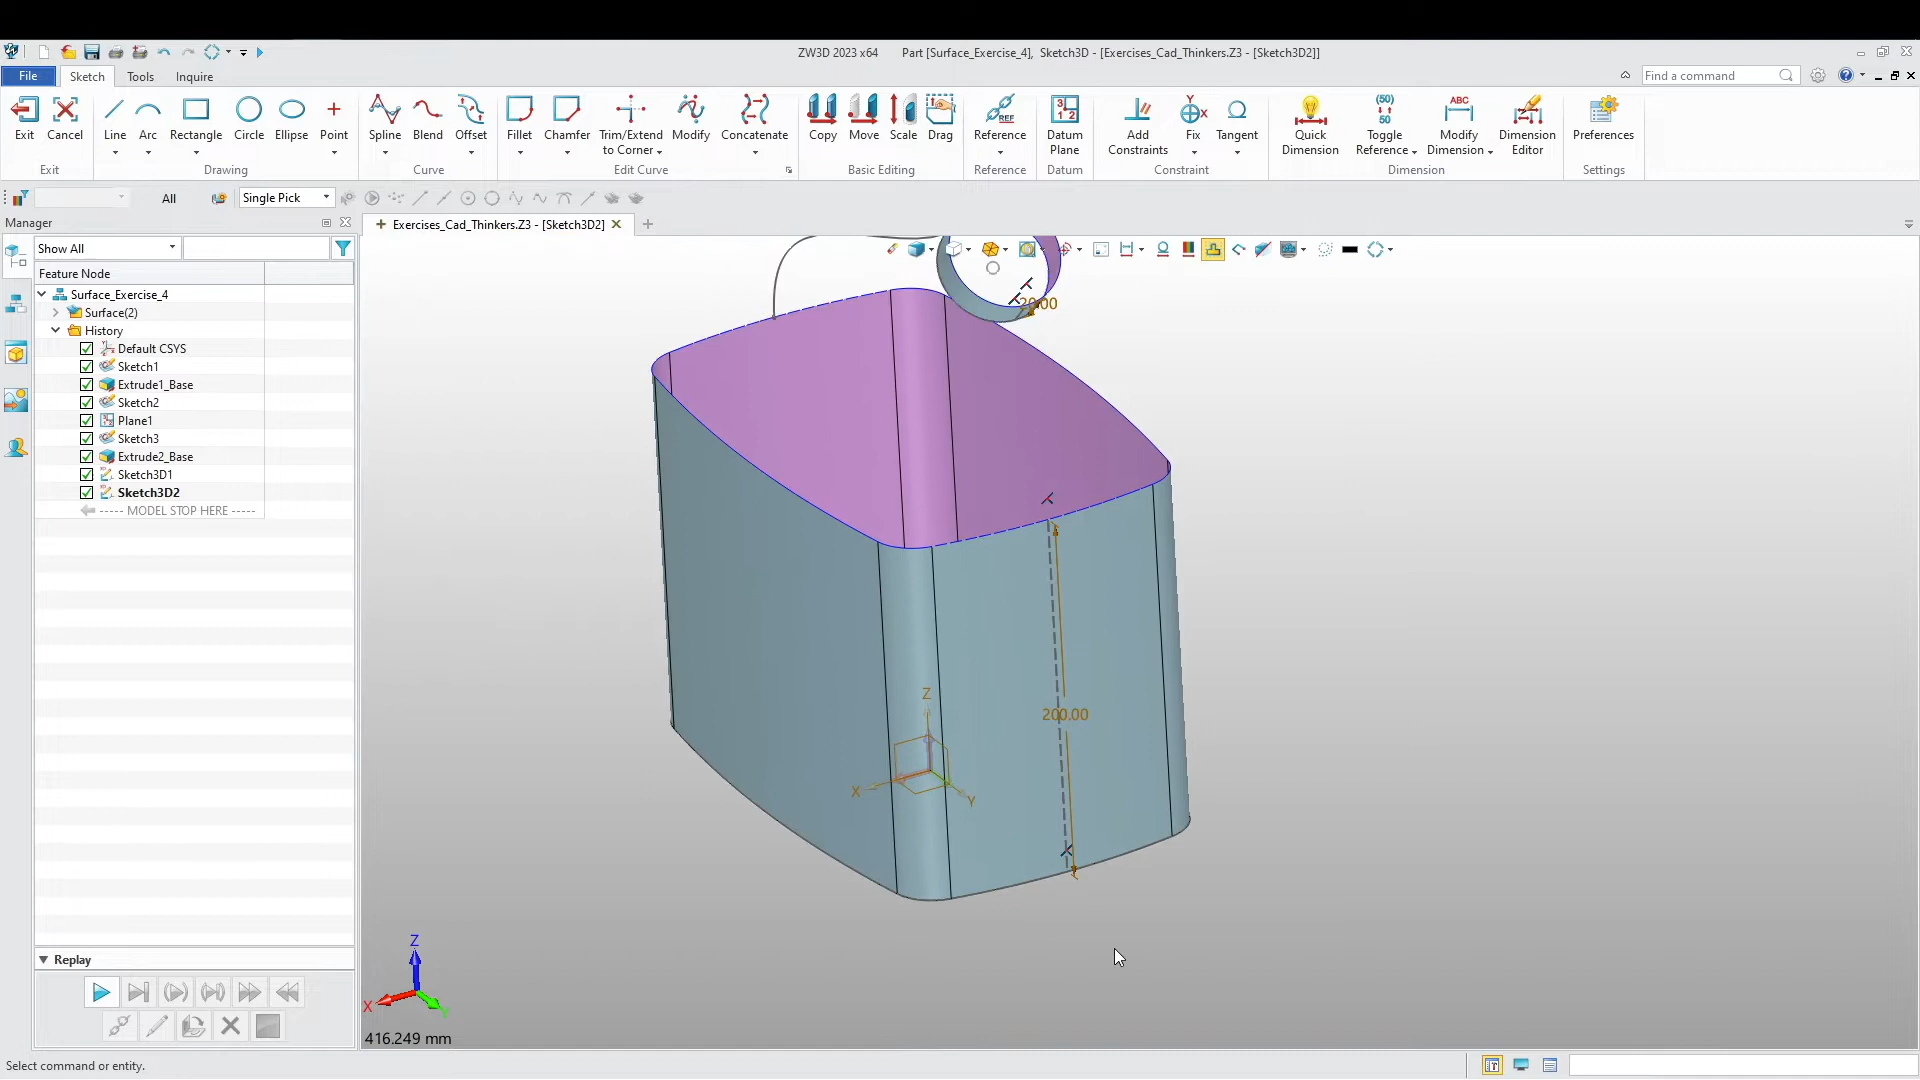 ZW3D 2023 x64    Part [Surface_Exercise_4],  Sketch3D - [Exercises_Cad_Thinkers.Z3 - [Sketch3D2]]
File  Sketch  Tools  Inquire
Find a command
Exit  Cancel  Line  Arc  Rectangle  Circle  Ellipse  Point  Spline  Blend  Offset  Fillet  Chamfer  Trim/Extend to Corner  Modify  Concatenate  Copy  Move  Scale  Drag  Reference  Datum Plane  Add Constraints  Fix  Tangent  Quick Dimension  Toggle Reference  Modify Dimension  Dimension Editor  Preferences
Exit  Drawing  Curve  Edit Curve  Basic Editing  Reference  Datum  Constraint  Dimension  Settings
All  Single Pick
Manager
Exercises_Cad_Thinkers.Z3 - [Sketch3D2]
Show All
Feature Node
Surface_Exercise_4
Surface(2)
History
Default CSYS
Sketch1
Extrude1_Base
Sketch2
Plane1
Sketch3
Extrude2_Base
Sketch3D1
Sketch3D2
----- MODEL STOP HERE -----
20.00
200.00
Z
X
Y
Replay
Z
X
Y
416.249 mm
Select command or entity.